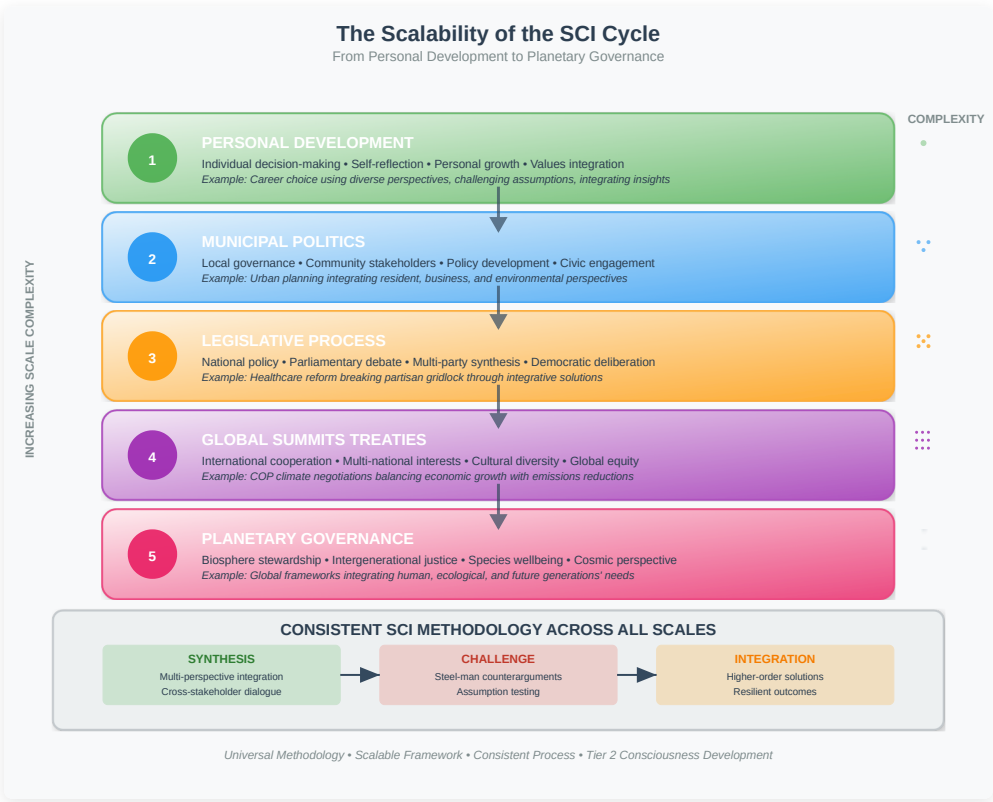 The Scalability of the SCI Cycle
From Personal Development to Planetary Governance
COMPLEXITY
INCREASING SCALE COMPLEXITY
1
PERSONAL DEVELOPMENT
Individual decision-making • Self-reflection • Personal growth • Values integration
Example: Career choice using diverse perspectives, challenging assumptions, integrating insights
2
MUNICIPAL POLITICS
Local governance • Community stakeholders • Policy development • Civic engagement
Example: Urban planning integrating resident, business, and environmental perspectives
3
LEGISLATIVE PROCESS
National policy • Parliamentary debate • Multi-party synthesis • Democratic deliberation
Example: Healthcare reform breaking partisan gridlock through integrative solutions
4
GLOBAL SUMMITS TREATIES
International cooperation • Multi-national interests • Cultural diversity • Global equity
Example: COP climate negotiations balancing economic growth with emissions reductions
5
PLANETARY GOVERNANCE
Biosphere stewardship • Intergenerational justice • Species wellbeing • Cosmic perspective
Example: Global frameworks integrating human, ecological, and future generations' needs
CONSISTENT SCI METHODOLOGY ACROSS ALL SCALES
SYNTHESIS
Multi-perspective integration
Cross-stakeholder dialogue
CHALLENGE
Steel-man counterarguments
Assumption testing
INTEGRATION
Higher-order solutions
Resilient outcomes
Universal Methodology • Scalable Framework • Consistent Process • Tier 2 Consciousness Development